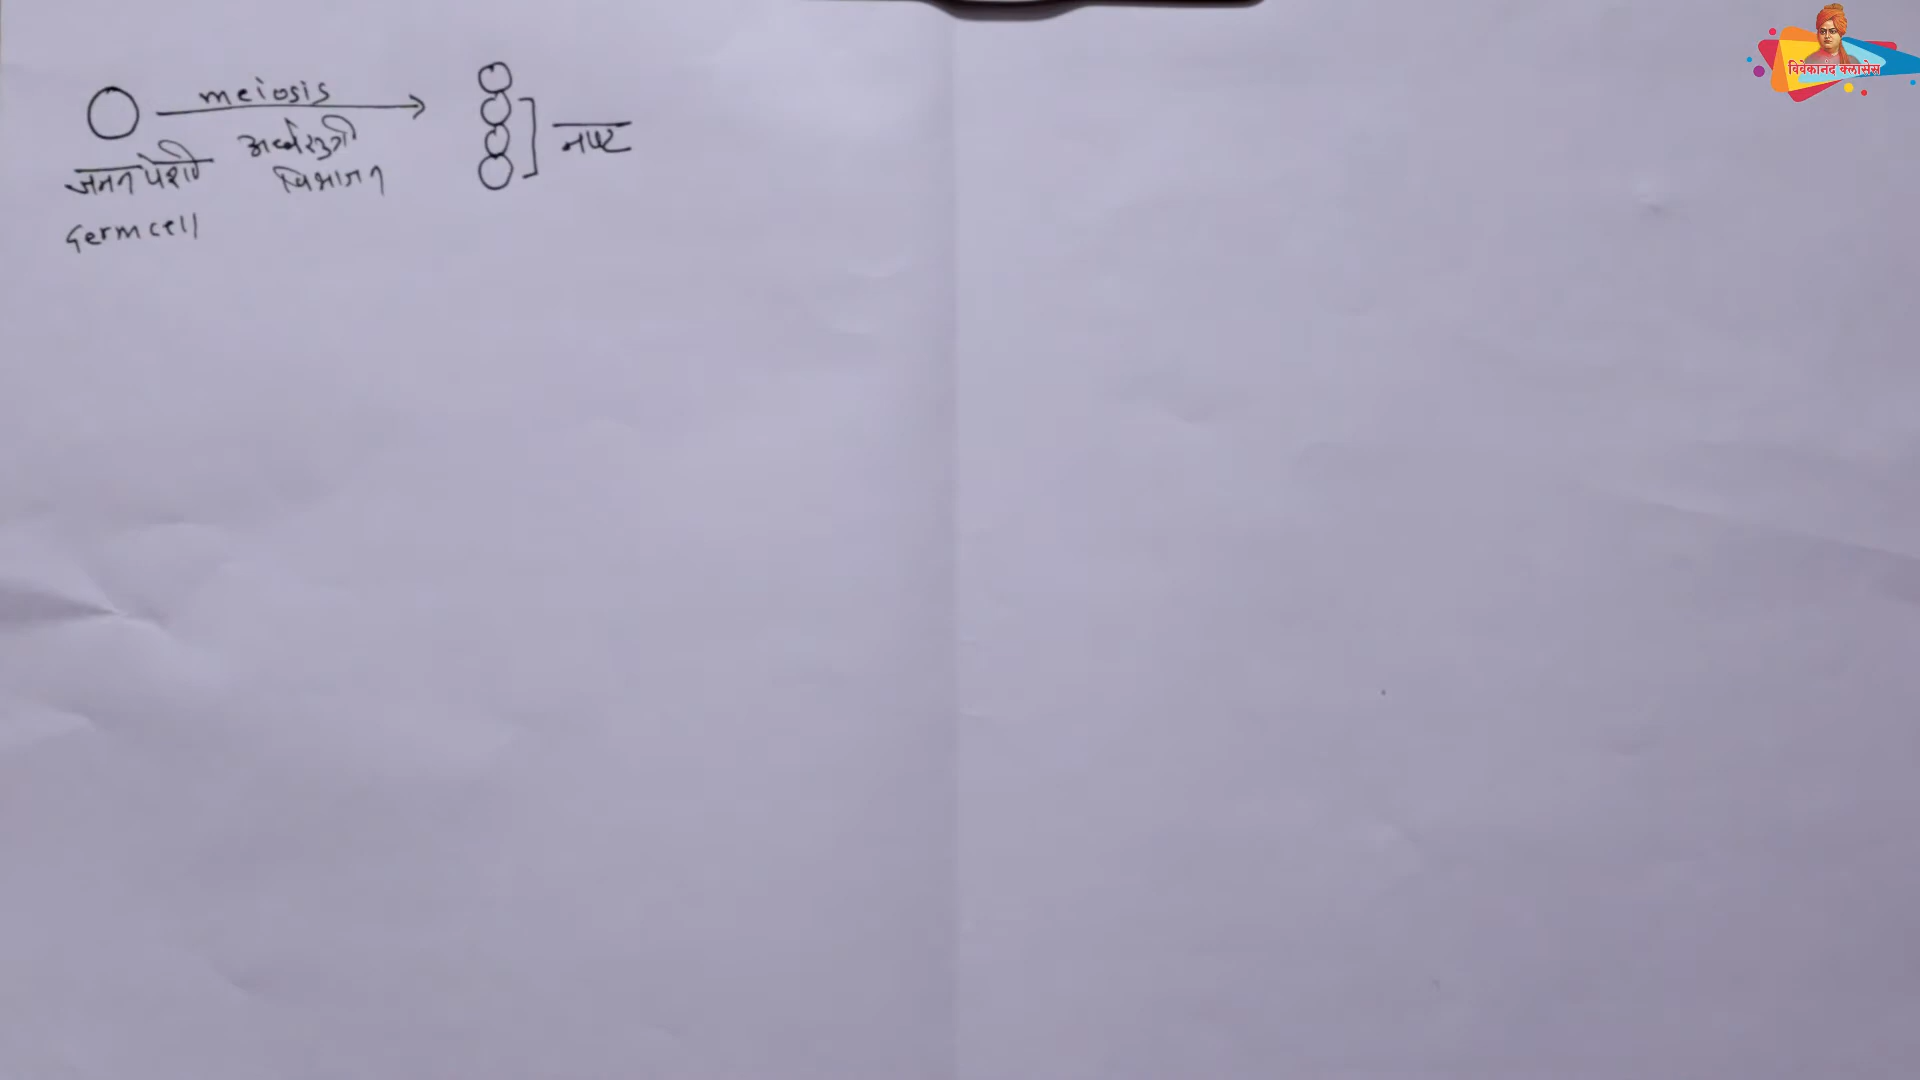 meiosis
जनन पेशी
अर्धसुत्री
विभाजन
Germ cell
नष्ट
विवेकानंद क्लासेस